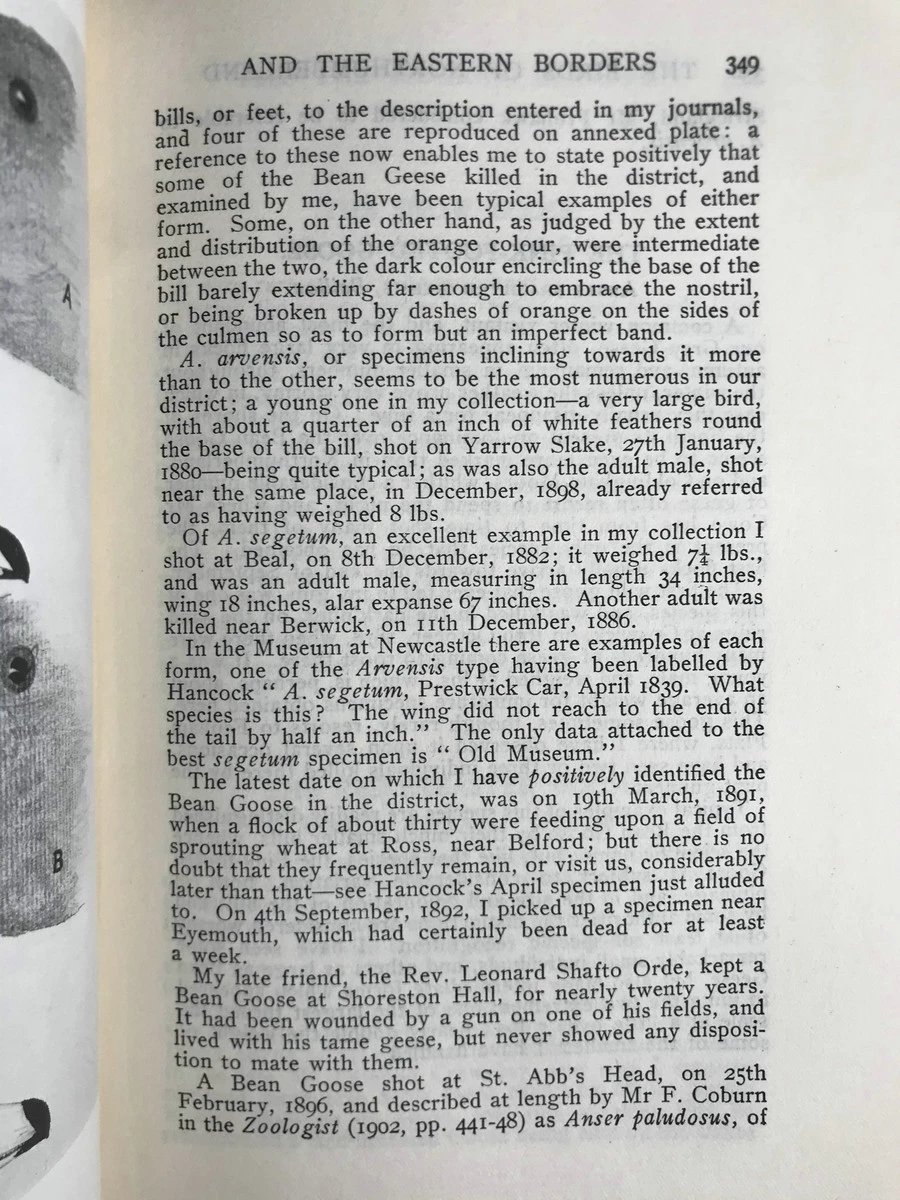 AND THE EASTERN BORDERS 349
bills, or feet, to the description entered in my journals,
and four of these are reproduced on annexed plate: a
reference to these now enables me to state positively that
some of the Bean Geese killed in the district, and
examined by me, have been typical examples of either
form. Some, on the other hand, as judged by the extent
and distribution of the orange colour, were intermediate
between the two, the dark colour encircling the base of the
bill barely extending far enough to embrace the nostril,
or being broken up by dashes of orange on the sides of
the culmen so as to form but an imperfect band.
A. arvensis, or specimens inclining towards it more
than to the other, seems to be the most numerous in our
district; a young one in my collection—a very large bird,
with about a quarter of an inch of white feathers round
the base of the bill, shot on Yarrow Slake, 27th January,
1880—being quite typical; as was also the adult male, shot
near the same place, in December, 1898, already referred
to as having weighed 8 lbs.
Of A. segetum, an excellent example in my collection I
shot at Beal, on 8th December, 1882; it weighed 7¼ lbs.,
and was an adult male, measuring in length 34 inches,
wing 18 inches, alar expanse 67 inches. Another adult was
killed near Berwick, on 11th December, 1886.
In the Museum at Newcastle there are examples of each
form, one of the Arvensis type having been labelled by
Hancock “ A. segetum, Prestwick Car, April 1839. What
species is this? The wing did not reach to the end of
the tail by half an inch.” The only data attached to the
best segetum specimen is “ Old Museum.”
The latest date on which I have positively identified the
Bean Goose in the district, was on 19th March, 1891,
when a flock of about thirty were feeding upon a field of
sprouting wheat at Ross, near Belford; but there is no
doubt that they frequently remain, or visit us, considerably
later than that—see Hancock's April specimen just alluded
to. On 4th September, 1892, I picked up a specimen near
Eyemouth, which had certainly been dead for at least
a week.
My late friend, the Rev. Leonard Shafto Orde, kept a
Bean Goose at Shoreston Hall, for nearly twenty years.
It had been wounded by a gun on one of his fields, and
lived with his tame geese, but never showed any disposi-
tion to mate with them.
A Bean Goose shot at St. Abb's Head, on 25th
February, 1896, and described at length by Mr F. Coburn
in the Zoologist (1902, pp. 441-48) as Anser paludosus, of
A
B